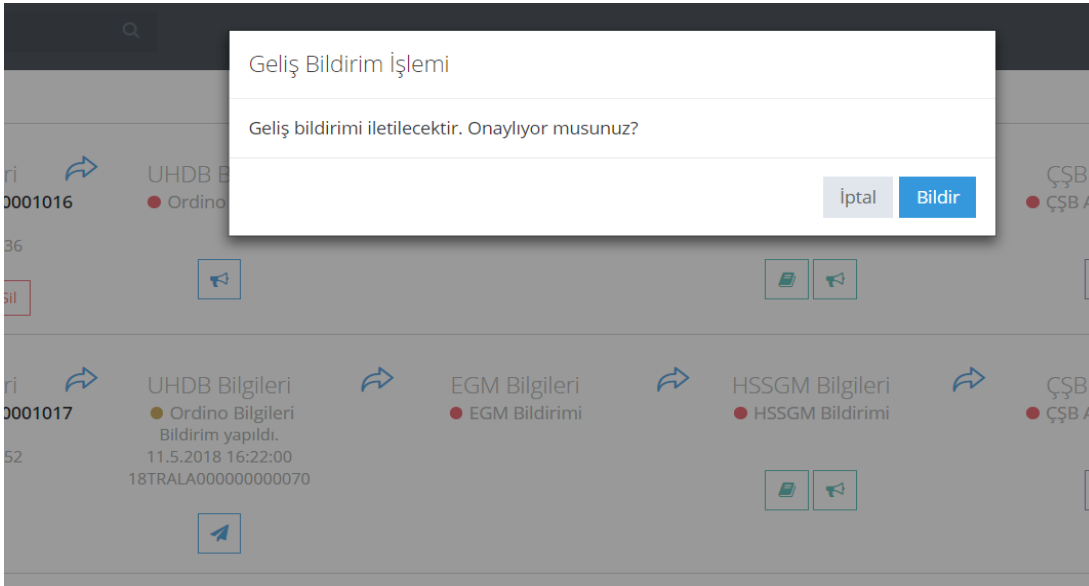 Geliş Bildirim İşlemi
Geliş bildirimi iletilecektir. Onaylıyor musunuz?
İptal Bildir
ri UHDB B ÇŞB
0001016 Ordino ÇŞB A
36
Sil
ri UHDB Bilgileri EGM Bilgileri HSSGM Bilgileri ÇŞB
0001017 Ordino Bilgileri EGM Bildirimi HSSGM Bildirimi ÇŞB A
Bildirim yapıldı.
52 11.5.2018 16:22:00
18TRALA000000000070